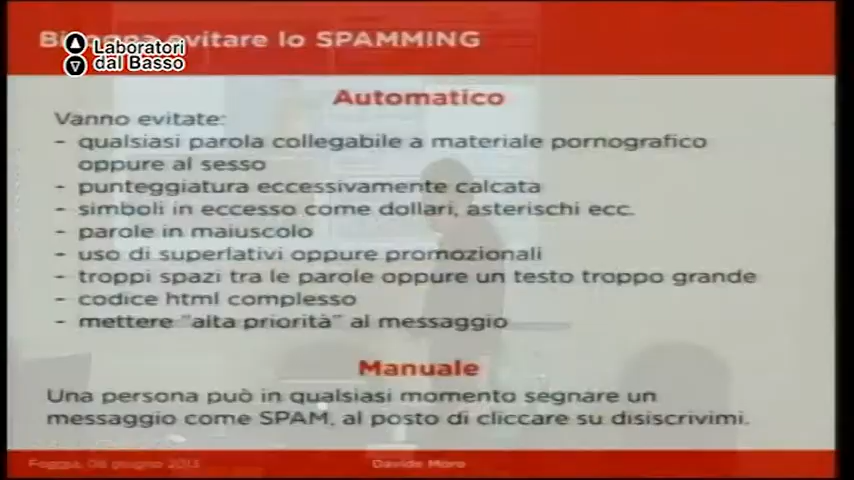 evitare lo SPAMMING
Laboratori
dal Basso
Automatico
Vanno evitate:
- qualsiasi parola collegabile a materiale pornografico
oppure al sesso
- punteggiatura eccessivamente calcata
- simboli in eccesso come dollari, asterischi ecc.
- parole in maiuscolo
- uso di superlativi oppure promozionali
- troppi spazi tra le parole oppure un testo troppo grande
- codice html complesso
- mettere "alta priorità" al messaggio
Manuale
Una persona può in qualsiasi momento segnare un
messaggio come SPAM, al posto di cliccare su disiscrivimi.
Foggia, giugno 2013
Davide Moro